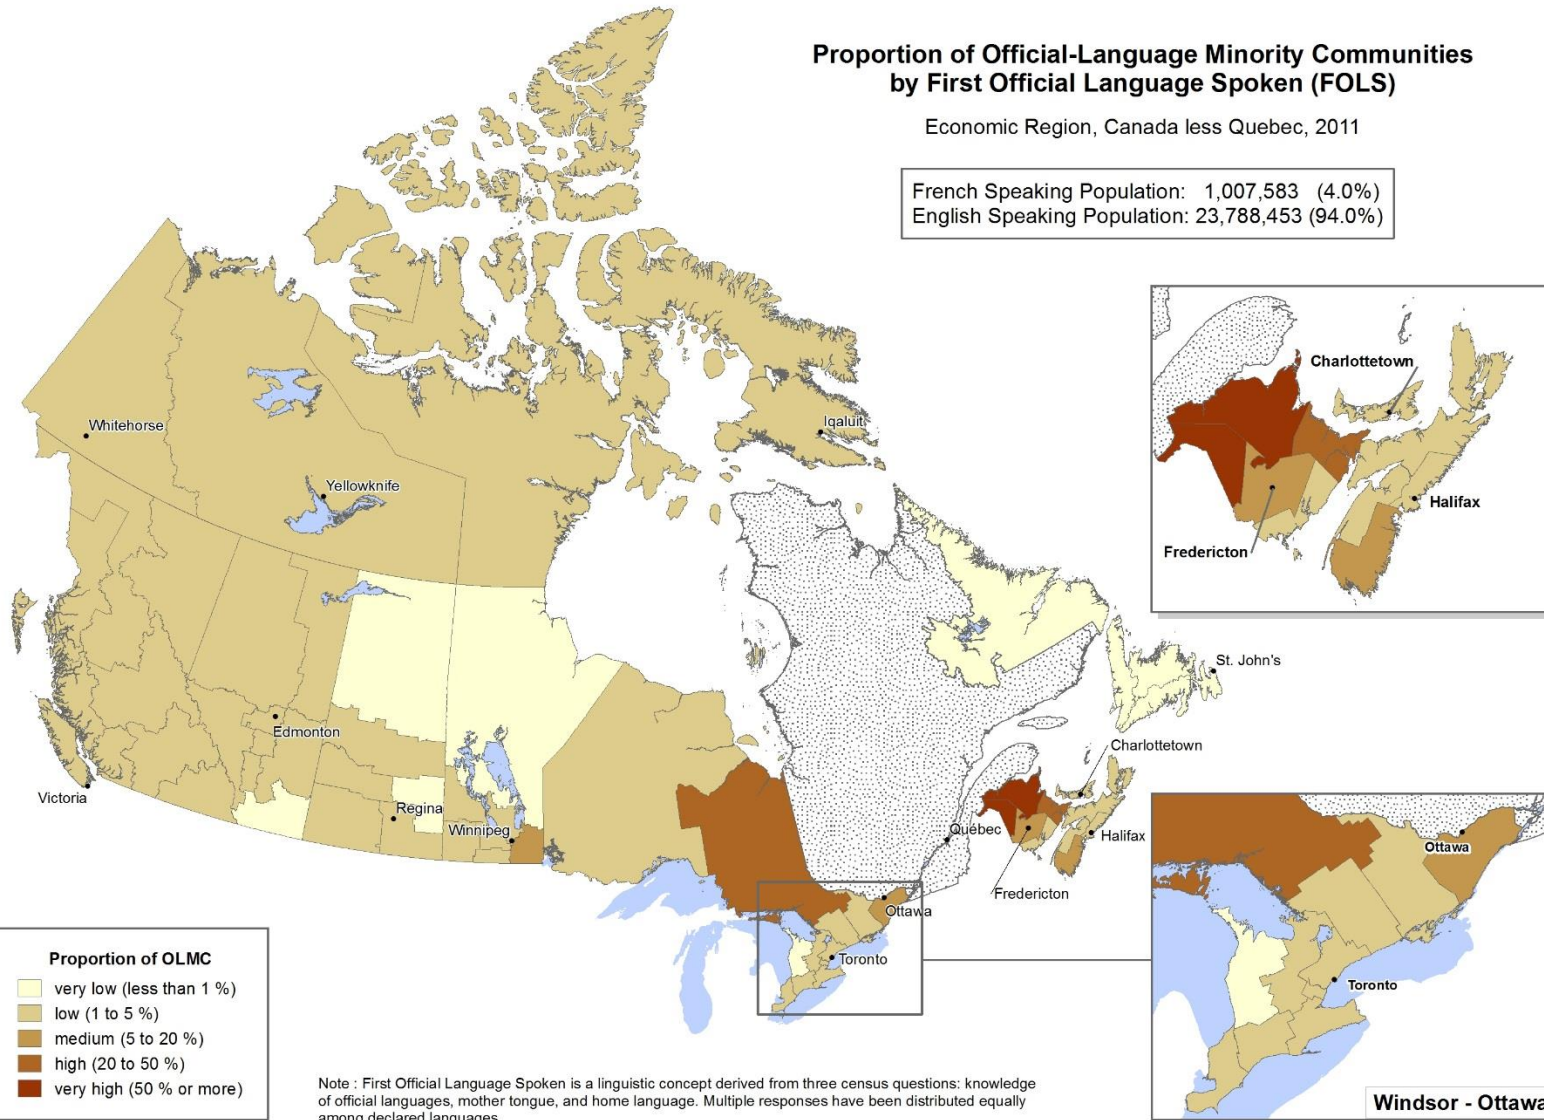 Proportion of Official-Language Minority Communities
by First Official Language Spoken (FOLS)
Economic Region, Canada less Quebec, 2011
French Speaking Population: 1,007,583 (4.0%)
English Speaking Population: 23,788,453 (94.0%)
Charlottetown
Halifax
Fredericton
Whitehorse
Iqaluit
Yellowknife
St. John's
Edmonton
Charlottetown
Victoria
Regina
Winnipeg
Québec
Halifax
Fredericton
Ottawa
Toronto
Ottawa
Toronto
Windsor - Ottawa
Proportion of OLMC
very low (less than 1 %)
low (1 to 5 %)
medium (5 to 20 %)
high (20 to 50 %)
very high (50 % or more)
Note : First Official Language Spoken is a linguistic concept derived from three census questions: knowledge
of official languages, mother tongue, and home language. Multiple responses have been distributed equally
among declared languages